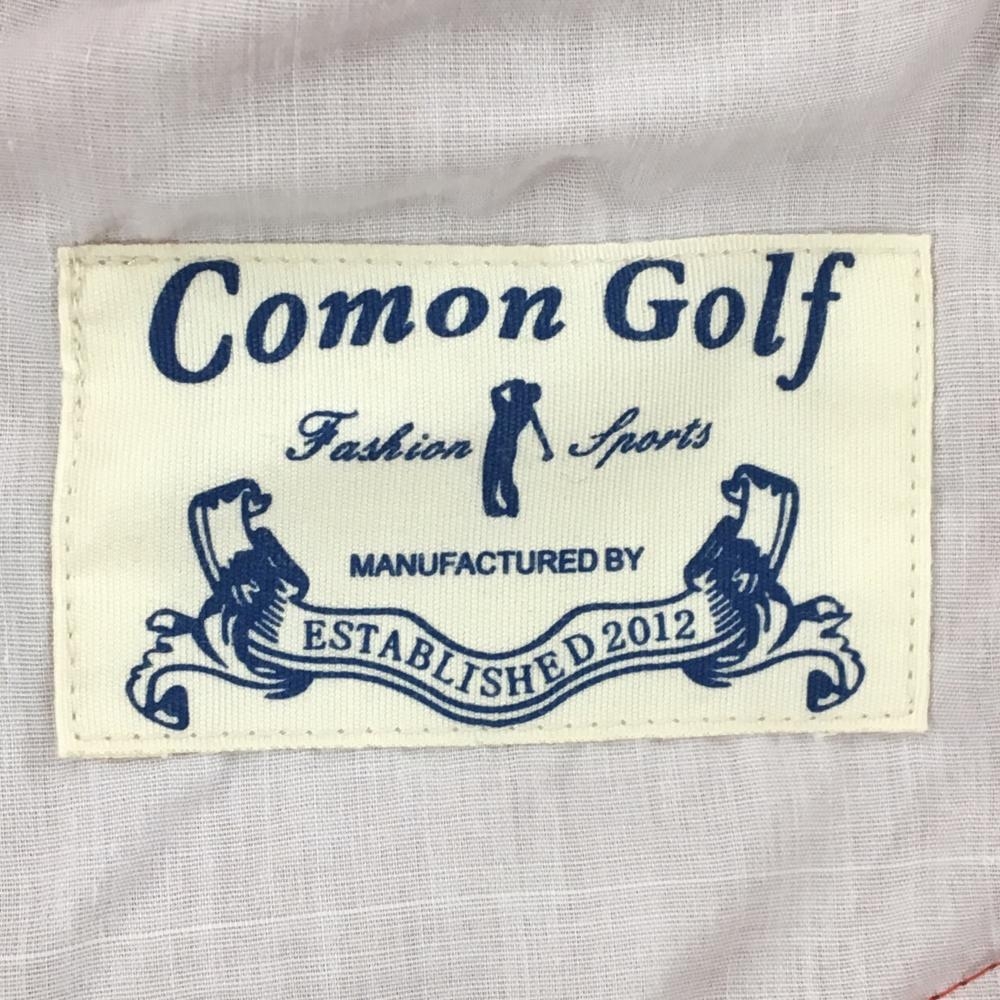 Comon Golf
Fashion Sports
MANUFACTURED BY
ESTABLISHED 2012